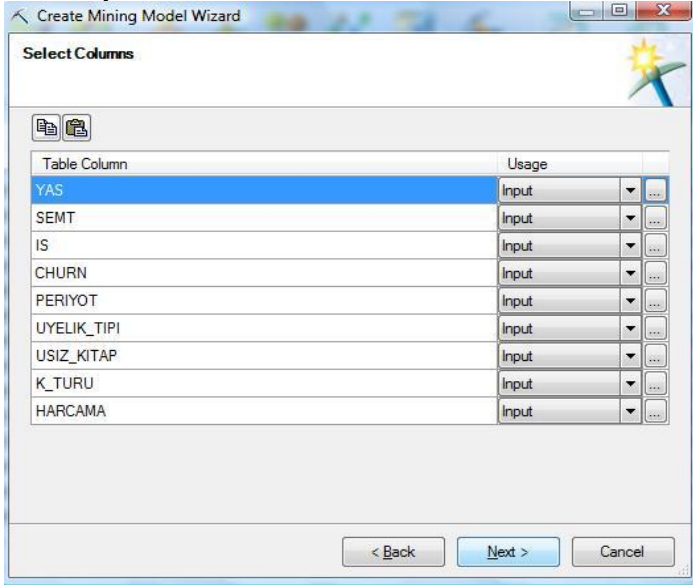 Create Mining Model Wizard
Select Columns
Table Column Usage
YAS Input ...
SEMT Input ...
IS Input ...
CHURN Input ...
PERIYOT Input ...
UYELIK_TIPI Input ...
USIZ_KITAP Input ...
K_TURU Input ...
HARCAMA Input ...
< Back Next > Cancel